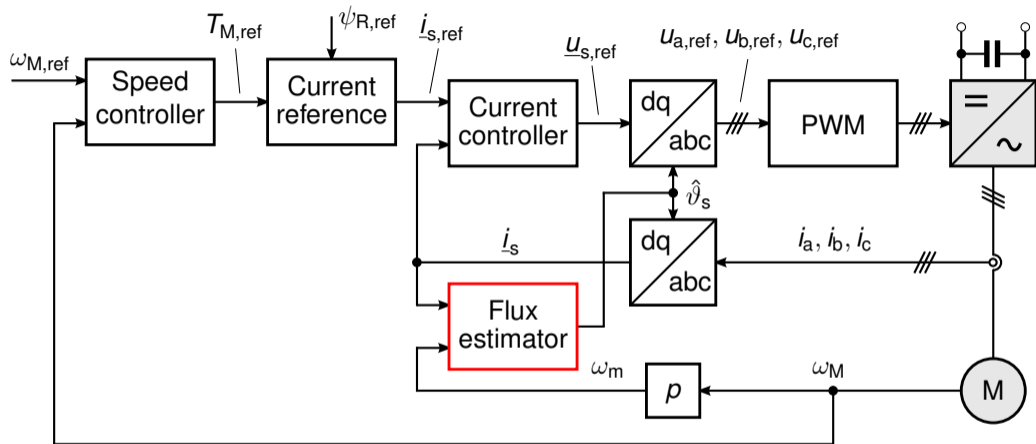 ω_M,ref
Speed
controller
T_M,ref
ψ_R,ref
Current
reference
i_s,ref
Current
controller
u_s,ref
dq
abc
u_a,ref, u_b,ref, u_c,ref
PWM
=
~
ϑ̂_s
i_s
dq
abc
i_a, i_b, i_c
Flux
estimator
ω_m
p
ω_M
M